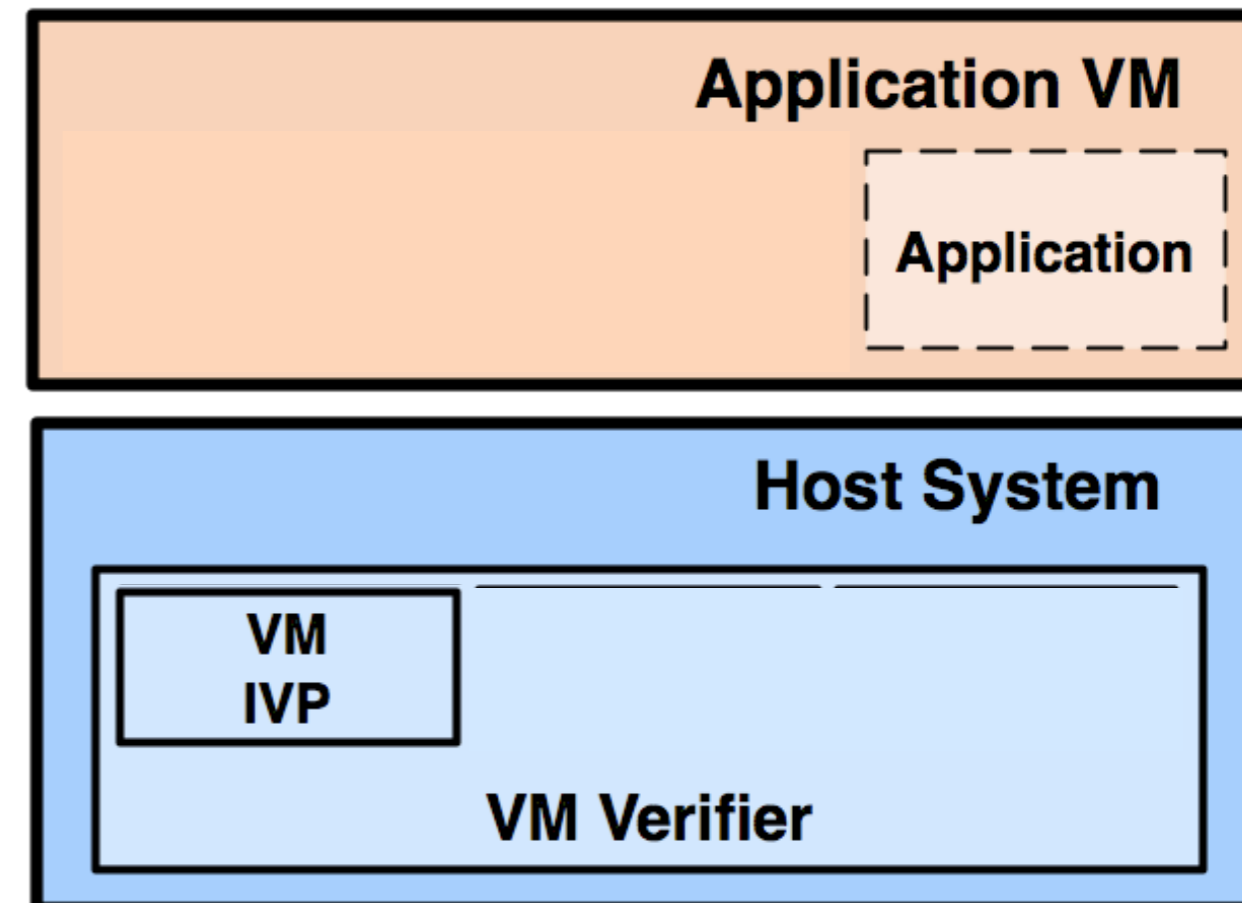 Application VM
Application
Host System
VM
IVP
VM Verifier